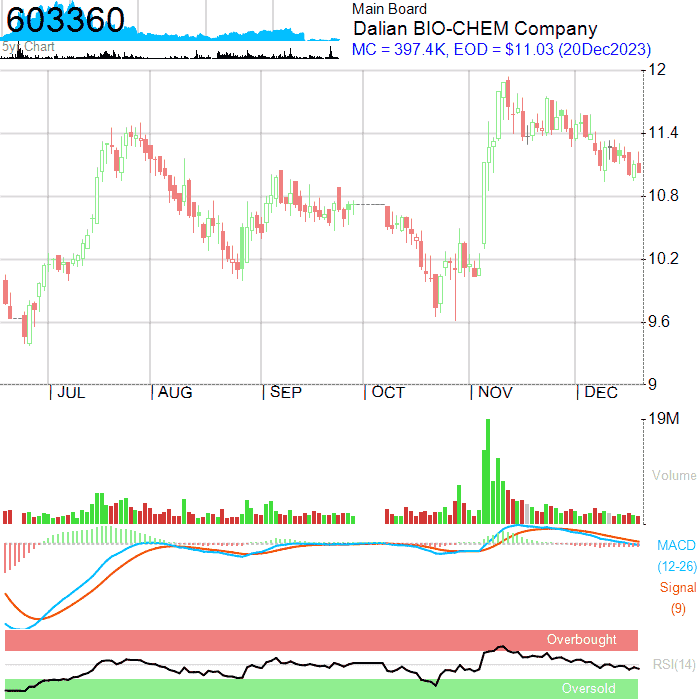 603360
Main Board
Dalian BIO-CHEM Company
5yr Chart
MC = 397.4K, EOD = $11.03 (20Dec2023)
12
11.4
10.8
10.2
9.6
9
JUL AUG SEP OCT NOV DEC
19M
Volume
MACD
(12-26)
Signal
(9)
Overbought
RSI(14)
Oversold